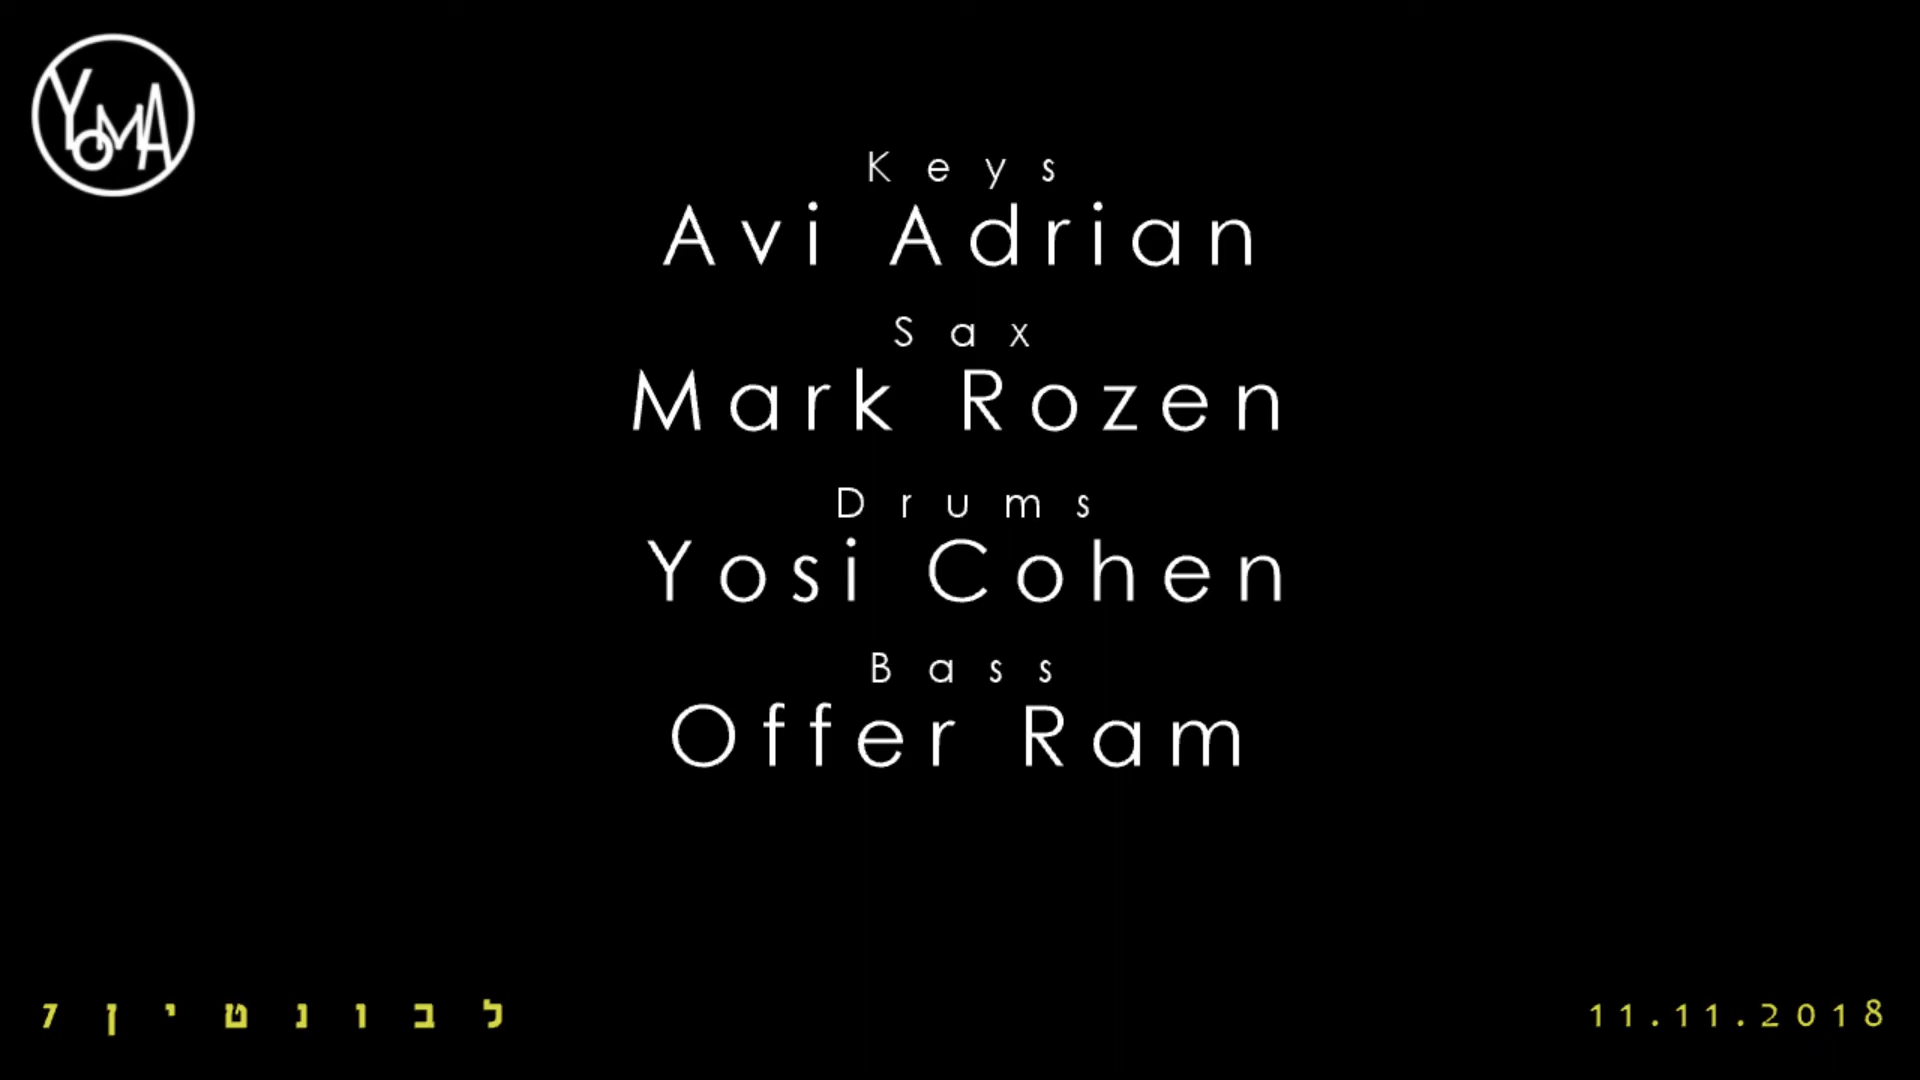 YOMA
Keys
Avi Adrian
Sax
Mark Rozen
Drums
Yosi Cohen
Bass
Offer Ram
לבונטין 7
11.11.2018